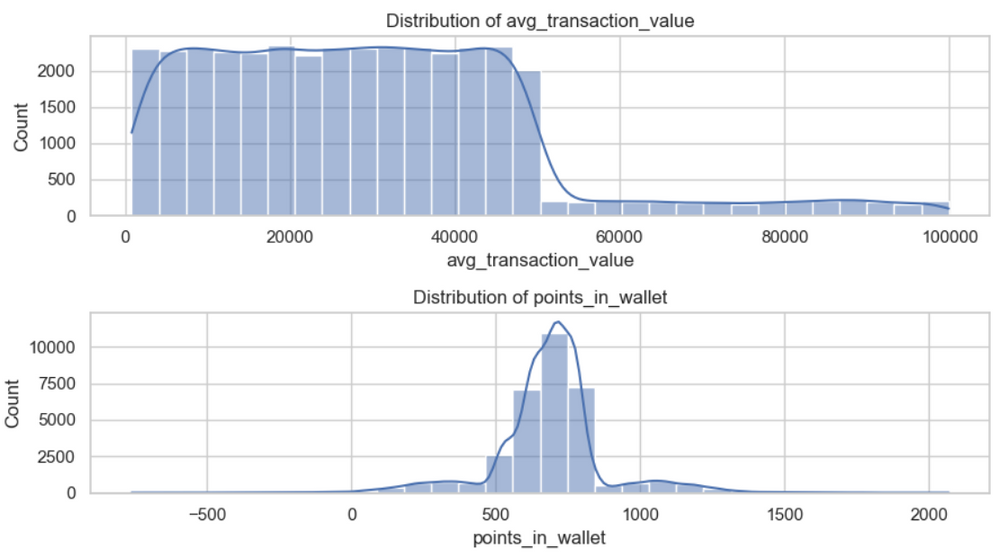 Distribution of avg_transaction_value
Count
2000
1500
1000
500
0
0 20000 40000 60000 80000 100000
avg_transaction_value
Distribution of points_in_wallet
Count
10000
7500
5000
2500
0
−500 0 500 1000 1500 2000
points_in_wallet